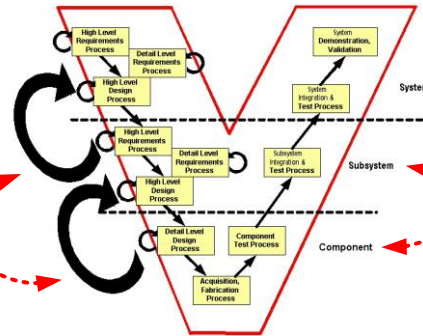 High Level
Requirements
Process
Detail Level
Requirements
Process
High Level
Design
Process
High Level
Requirements
Process
Detail Level
Requirements
Process
High Level
Design
Process
Detail Level
Design
Process
Acquisition,
Fabrication
Process
Component
Test Process
Subsystem
Integration &
Test Process
System
Integration &
Test Process
System
Demonstration,
Validation
Subsystem
Component